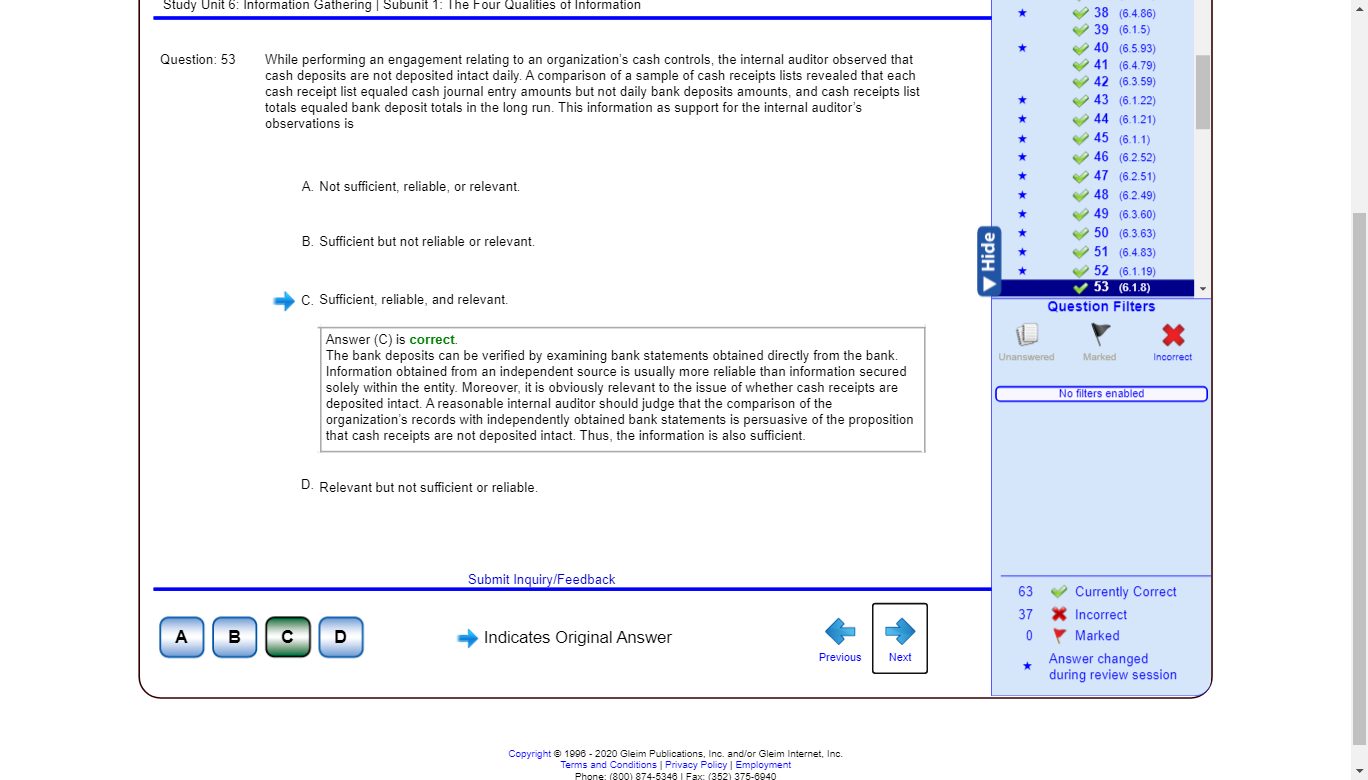 Study Unit 6: Information Gathering | Subunit 1: The Four Qualities of Information
Question: 53
While performing an engagement relating to an organization's cash controls, the internal auditor observed that
cash deposits are not deposited intact daily. A comparison of a sample of cash receipts lists revealed that each
cash receipt list equaled cash journal entry amounts but not daily bank deposits amounts, and cash receipts list
totals equaled bank deposit totals in the long run. This information as support for the internal auditor's
observations is
A. Not sufficient, reliable, or relevant.
B. Sufficient but not reliable or relevant.
C. Sufficient, reliable, and relevant.
Answer (C) is correct.
The bank deposits can be verified by examining bank statements obtained directly from the bank.
Information obtained from an independent source is usually more reliable than information secured
solely within the entity. Moreover, it is obviously relevant to the issue of whether cash receipts are
deposited intact. A reasonable internal auditor should judge that the comparison of the
organization's records with independently obtained bank statements is persuasive of the proposition
that cash receipts are not deposited intact. Thus, the information is also sufficient.
D. Relevant but not sufficient or reliable.
Submit Inquiry/Feedback
A B C D
Indicates Original Answer
Previous
Next
38 (6.4.86)
39 (6.1.5)
40 (6.5.93)
41 (6.4.79)
42 (6.3.59)
43 (6.1.22)
44 (6.1.21)
45 (6.1.1)
46 (6.2.52)
47 (6.2.51)
48 (6.2.49)
49 (6.3.60)
50 (6.3.63)
51 (6.4.83)
52 (6.1.19)
53 (6.1.8)
Hide
Question Filters
Unanswered
Marked
Incorrect
No filters enabled
63 Currently Correct
37 Incorrect
0 Marked
Answer changed
during review session
Copyright © 1996 - 2020 Gleim Publications, Inc. and/or Gleim Internet, Inc.
Terms and Conditions | Privacy Policy | Employment
Phone: (800) 874-5346 | Fax: (352) 375-6940